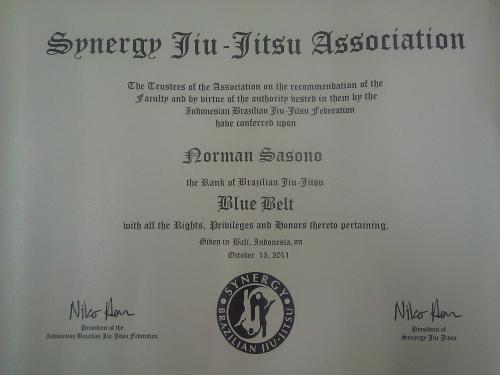 Synergy Jiu-Jitsu Association
The Trustees of the Association on the recommendation of the
Faculty and by virtue of the authority vested in them by the
Indonesian Brazilian Jiu-Jitsu Federation
have conferred upon
Norman Sasono
the Rank of Brazilian Jiu-Jitsu
Blue Belt
with all the Rights, Privileges and Honors thereto pertaining.
Given in Bali, Indonesia, on
October 15, 2011
SYNERGY
BRAZILIAN JIU-JITSU
Niko Han
President of the
Indonesian Brazilian Jiu-Jitsu Federation
Niko Han
President of
Synergy Jiu-Jitsu